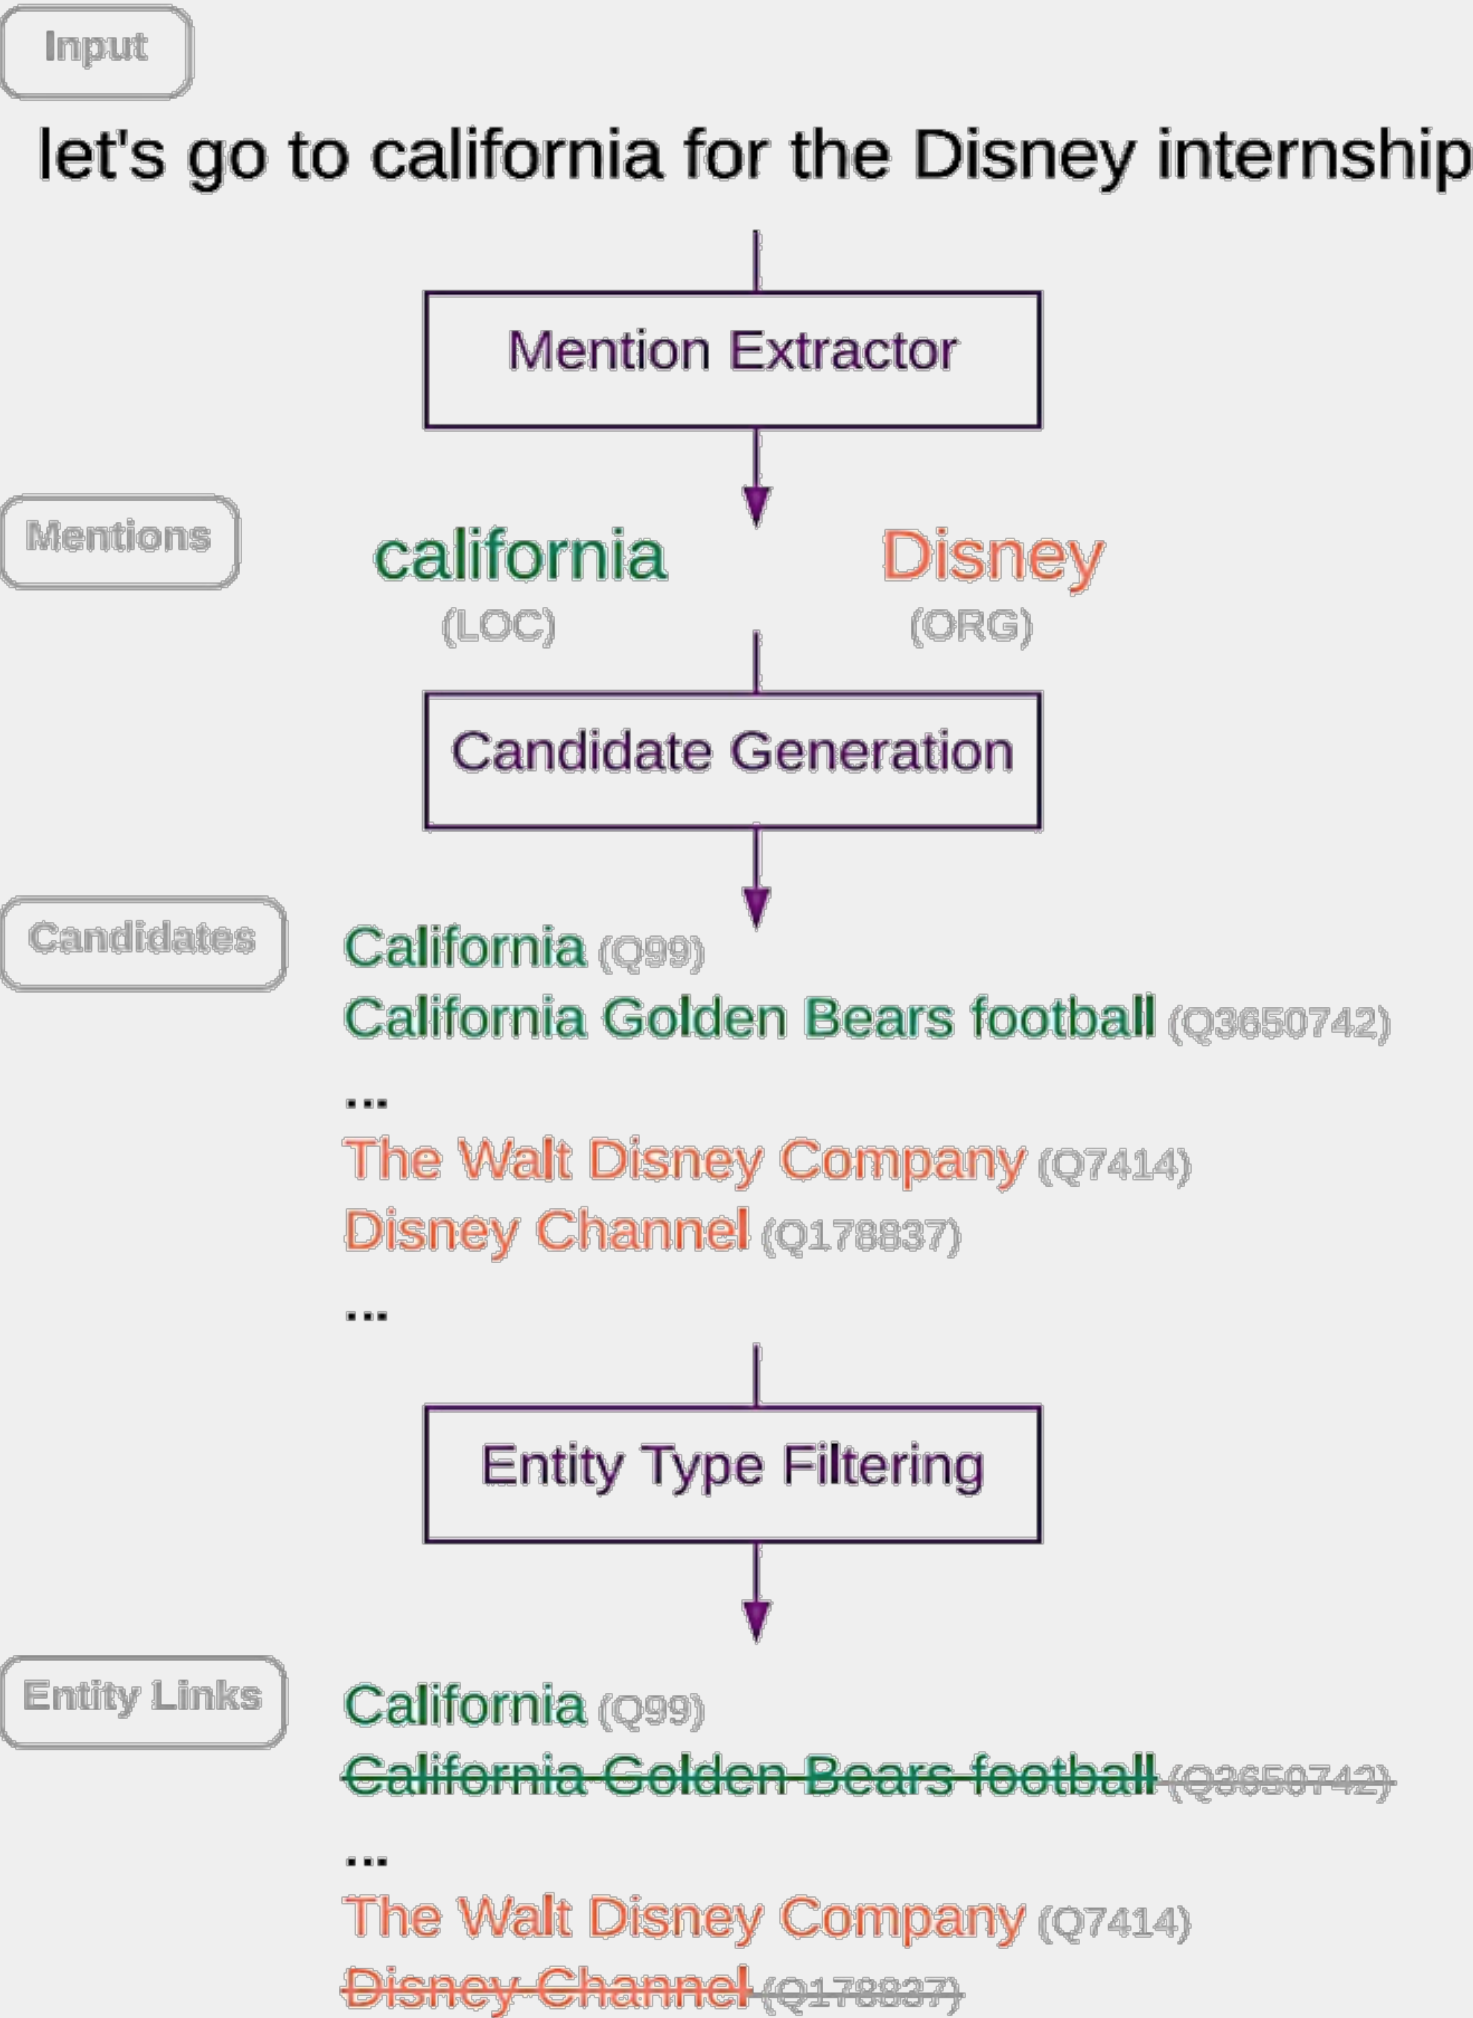 Input
let's go to california for the Disney internship
Mention Extractor
Mentions
california Disney
(LOC) (ORG)
Candidate Generation
Candidates
California (Q99)
California Golden Bears football (Q3650742)
...
The Walt Disney Company (Q7414)
Disney Channel (Q178837)
...
Entity Type Filtering
Entity Links
California (Q99)
California Golden Bears football (Q3650742)
...
The Walt Disney Company (Q7414)
Disney Channel (Q178837)